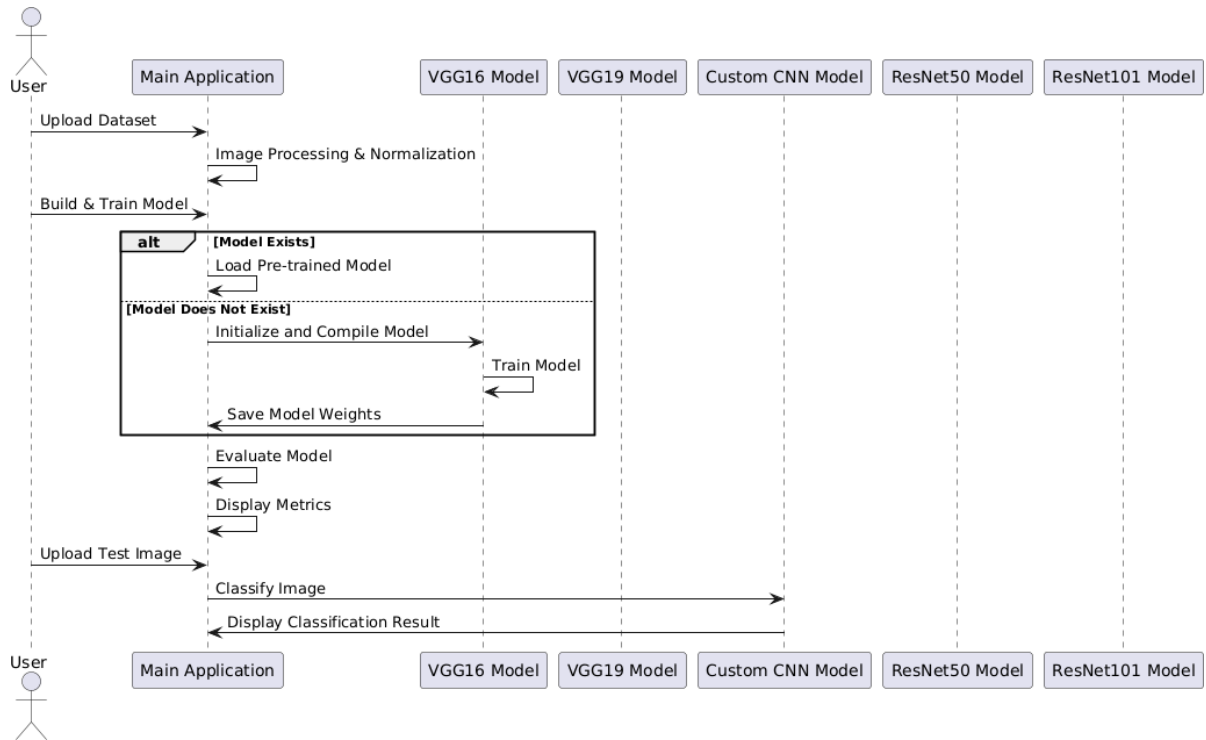 User
Main Application
VGG16 Model
VGG19 Model
Custom CNN Model
ResNet50 Model
ResNet101 Model
Upload Dataset
Image Processing & Normalization
Build & Train Model
alt
[Model Exists]
Load Pre-trained Model
[Model Does Not Exist]
Initialize and Compile Model
Train Model
Save Model Weights
Evaluate Model
Display Metrics
Upload Test Image
Classify Image
Display Classification Result
User
Main Application
VGG16 Model
VGG19 Model
Custom CNN Model
ResNet50 Model
ResNet101 Model